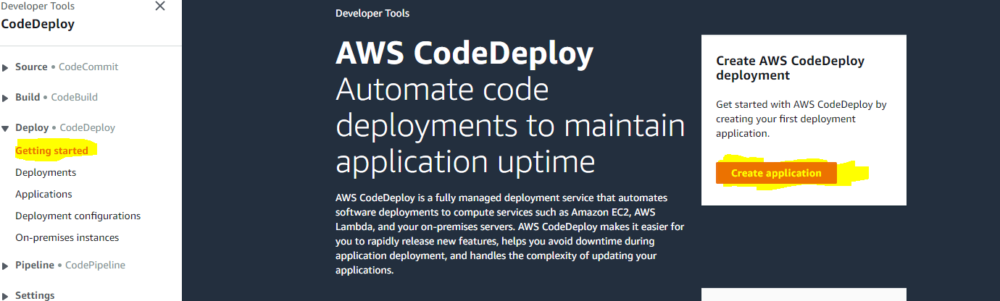 Developer Tools
CodeDeploy
Source • CodeCommit
Build • CodeBuild
Deploy • CodeDeploy
Getting started
Deployments
Applications
Deployment configurations
On-premises instances
Pipeline • CodePipeline
Settings
Developer Tools
AWS CodeDeploy
Automate code
deployments to maintain
application uptime
AWS CodeDeploy is a fully managed deployment service that automates
software deployments to compute services such as Amazon EC2, AWS
Lambda, and your on-premises servers. AWS CodeDeploy makes it easier for
you to rapidly release new features, helps you avoid downtime during
application deployment, and handles the complexity of updating your
applications.
Create AWS CodeDeploy
deployment
Get started with AWS CodeDeploy by
creating your first deployment
application.
Create application